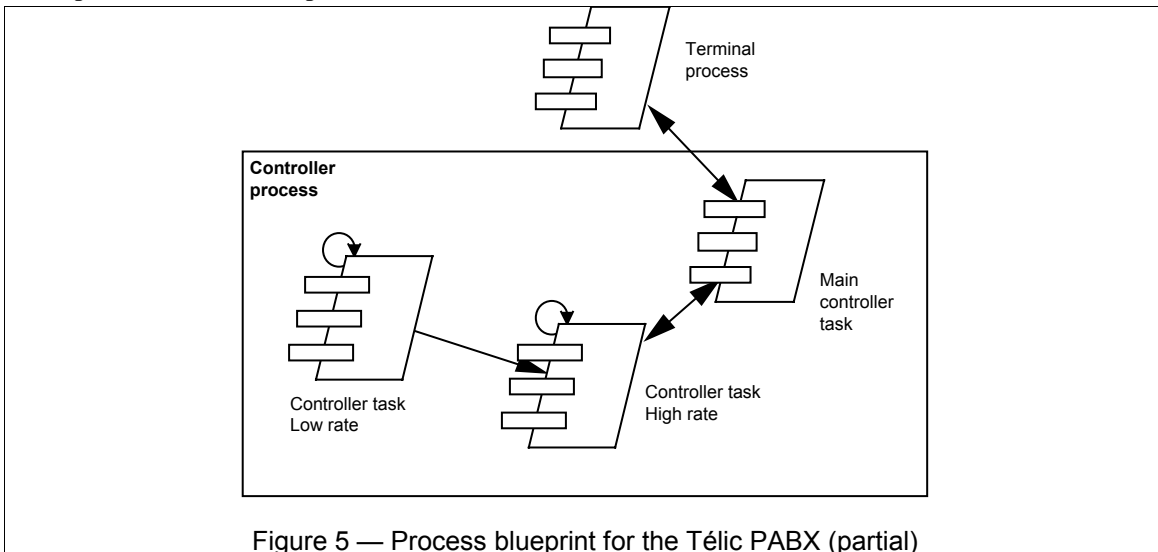 Terminal
process
Controller
process
Main
controller
task
Controller task
Low rate
Controller task
High rate
Figure 5 — Process blueprint for the Télic PABX (partial)